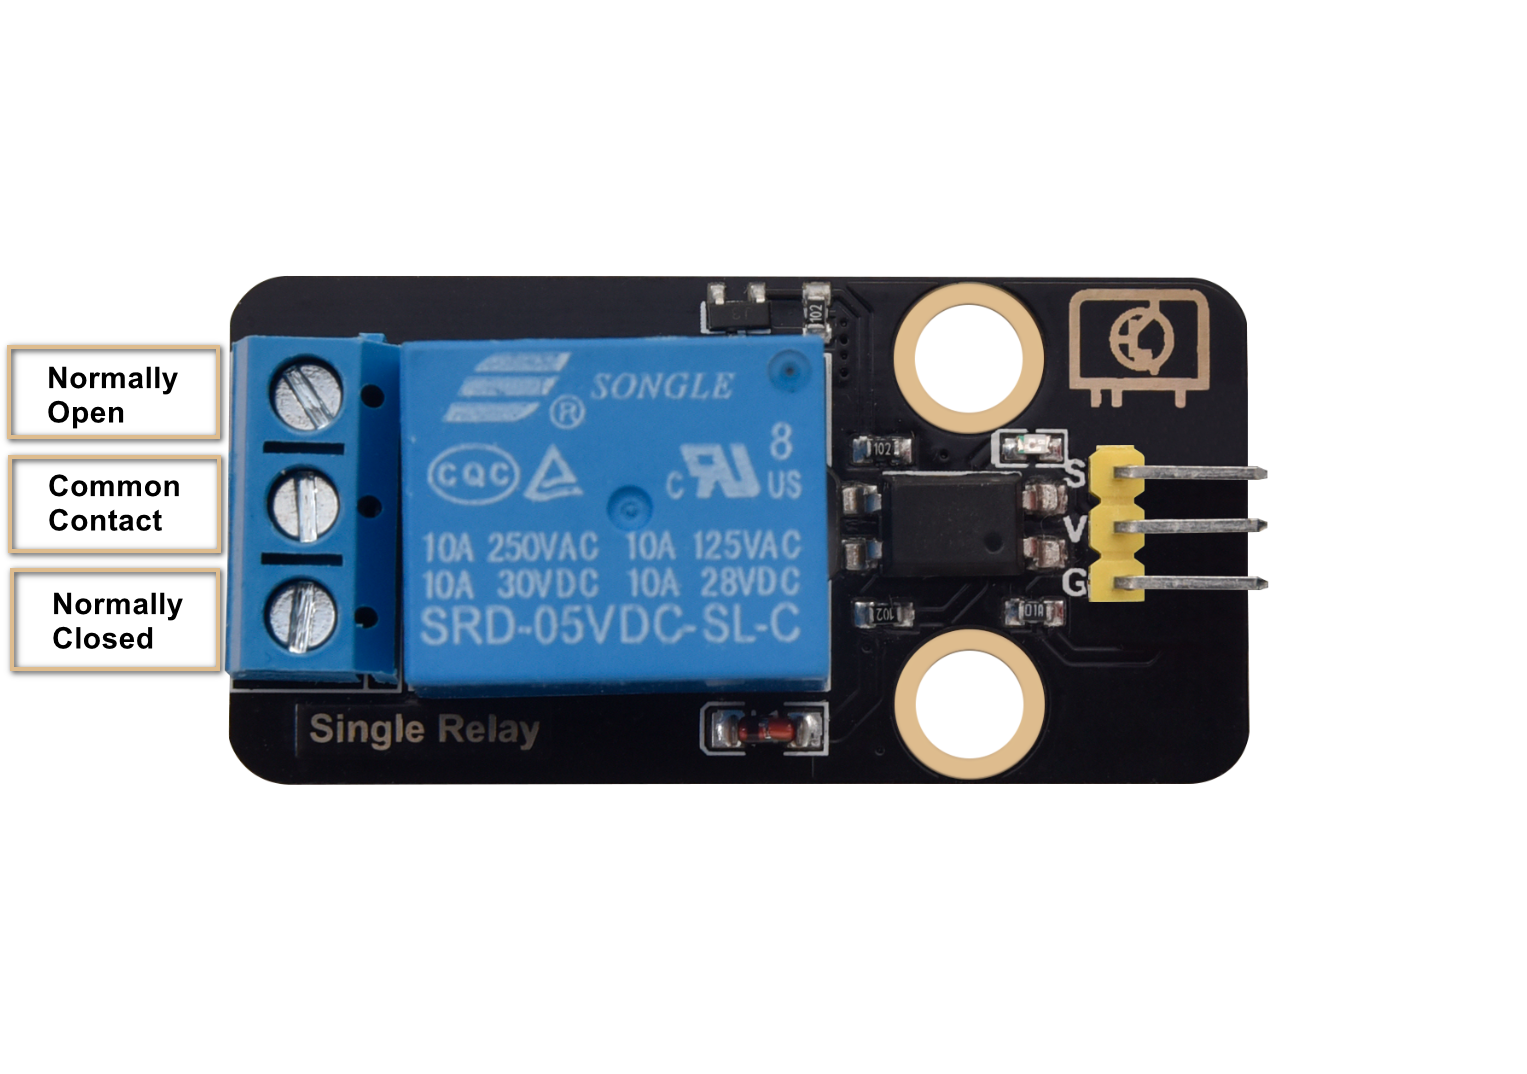 Normally
Open
Common
Contact
Normally
Closed
SONGLE
®
CQC
c
8
US
10A 250VAC 10A 125VAC
10A 30VDC 10A 28VDC
SRD-05VDC-SL-C
Single Relay
102
102
102
01A
S
V
G